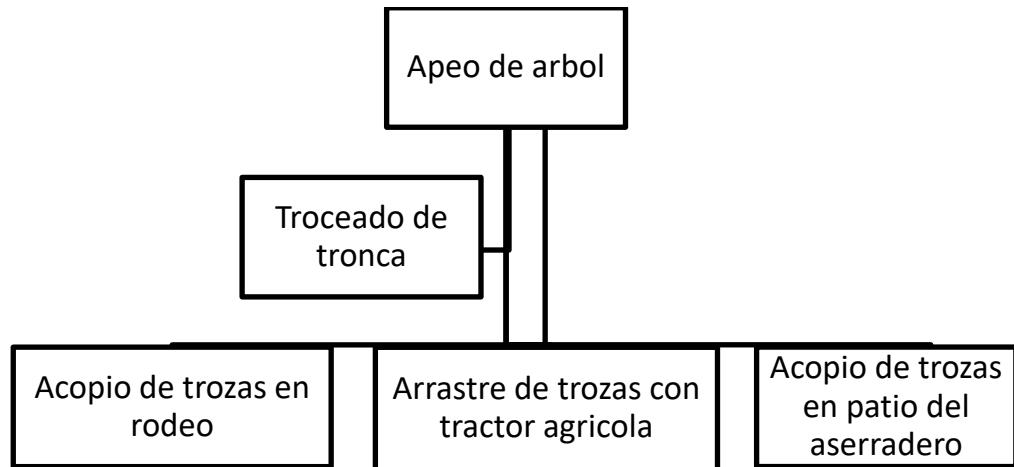 Apeo de arbol
Troceado de
tronca
Acopio de trozas en
rodeo
Arrastre de trozas con
tractor agricola
Acopio de trozas
en patio del
aserradero